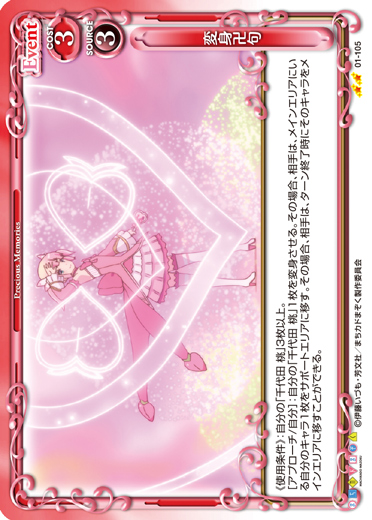 Event
COST
3
SOURCE
3
変身卍句
Precious Memories
《使用条件》：自分の「千代田 桃」3枚以上。
［アプローチ/自分］：自分の「千代田 桃」1枚を変身させる。その場合、相手は、メインエリアにい
る自分のキャラ1枚をサポートエリアに移す。その場合、相手は、ターン終了時にそのキャラをメ
インエリアに移すことができる。
©伊藤いづも・芳文社／まちカドまぞく製作委員会
01-105